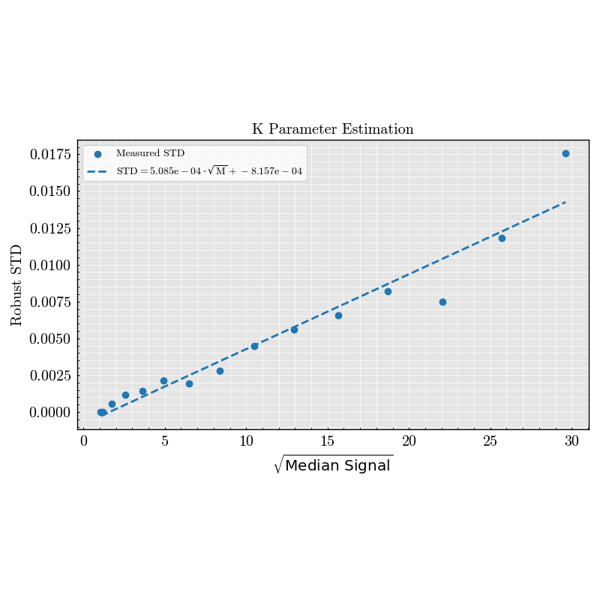 K Parameter Estimation
Measured STD
STD = 5.085e − 04 · √M + −8.157e − 04
Robust STD
0.0175
0.0150
0.0125
0.0100
0.0075
0.0050
0.0025
0.0000
0 5 10 15 20 25 30
√Median Signal